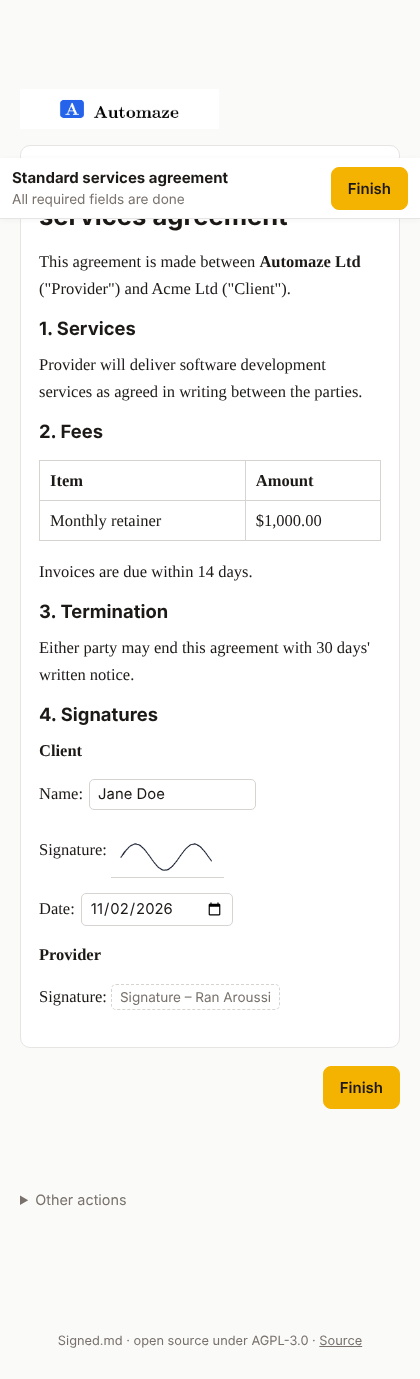 A Automaze
Standard services agreement
All required fields are done
Finish
services agreement
This agreement is made between Automaze Ltd
("Provider") and Acme Ltd ("Client").
1. Services
Provider will deliver software development
services as agreed in writing between the parties.
2. Fees
Item Amount
Monthly retainer $1,000.00
Invoices are due within 14 days.
3. Termination
Either party may end this agreement with 30 days'
written notice.
4. Signatures
Client
Name: Jane Doe
Signature:
Date: 11/02/2026
Provider
Signature: Signature – Ran Aroussi
Finish
Other actions
Signed.md · open source under AGPL-3.0 · Source